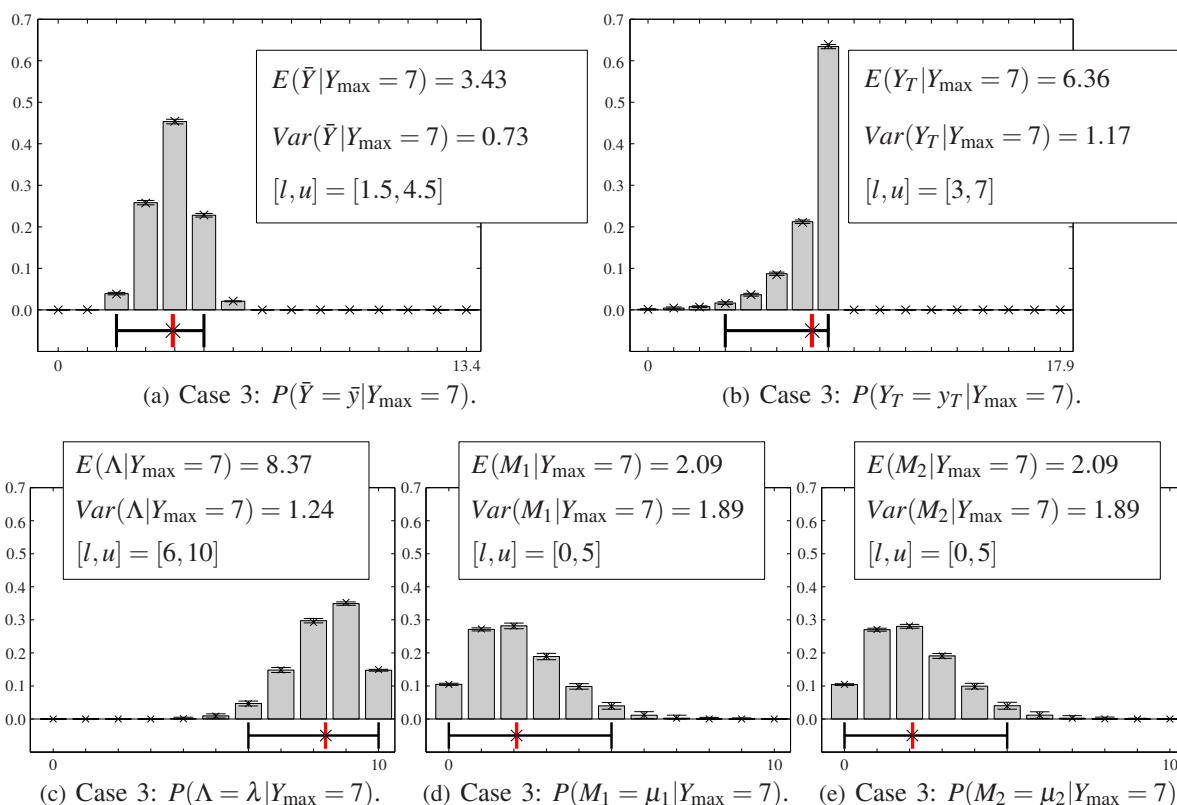 0.7
0.6
0.5
0.4
0.3
0.2
0.1
0.0
E(Ȳ|Y_max = 7) = 3.43
Var(Ȳ|Y_max = 7) = 0.73
[l,u] = [1.5,4.5]
0 13.4
(a) Case 3: P(Ȳ = ȳ|Y_max = 7).
0.7
0.6
0.5
0.4
0.3
0.2
0.1
0.0
E(Y_T|Y_max = 7) = 6.36
Var(Y_T|Y_max = 7) = 1.17
[l,u] = [3,7]
0 17.9
(b) Case 3: P(Y_T = y_T|Y_max = 7).
E(Λ|Y_max = 7) = 8.37
Var(Λ|Y_max = 7) = 1.24
[l,u] = [6,10]
0.7
0.6
0.5
0.4
0.3
0.2
0.1
0.0
0 10
(c) Case 3: P(Λ = λ|Y_max = 7).
E(M_1|Y_max = 7) = 2.09
Var(M_1|Y_max = 7) = 1.89
[l,u] = [0,5]
0.7
0.6
0.5
0.4
0.3
0.2
0.1
0.0
0 10
(d) Case 3: P(M_1 = μ_1|Y_max = 7).
E(M_2|Y_max = 7) = 2.09
Var(M_2|Y_max = 7) = 1.89
[l,u] = [0,5]
0.7
0.6
0.5
0.4
0.3
0.2
0.1
0.0
0 10
(e) Case 3: P(M_2 = μ_2|Y_max = 7)